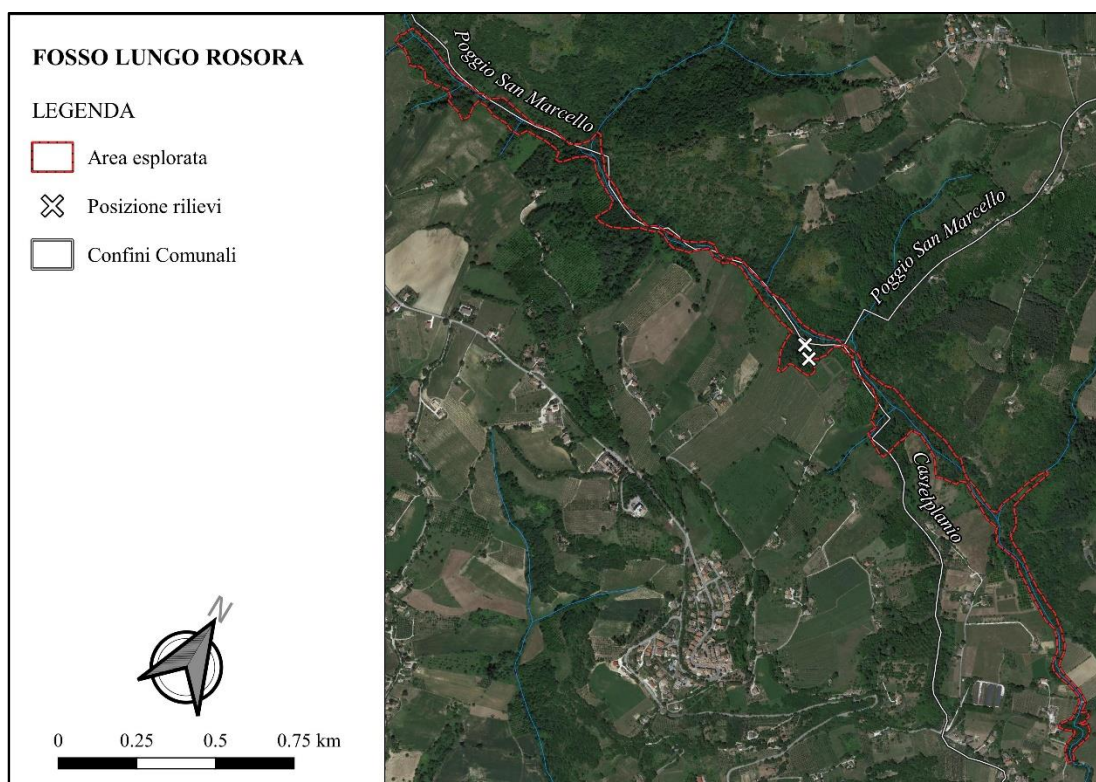 FOSSO LUNGO ROSORA
LEGENDA
Area esplorata
Posizione rilievi
Confini Comunali
N
0 0.25 0.5 0.75 km
Poggio San Marcello
Poggio San Marcello
Castelplanio